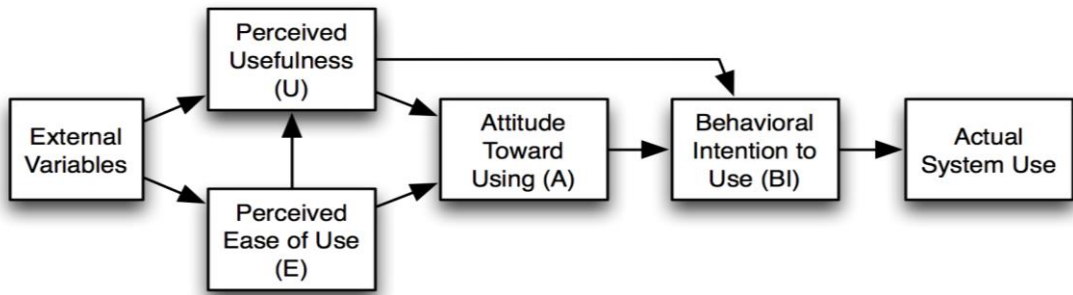 External
Variables
Perceived
Usefulness
(U)
Perceived
Ease of Use
(E)
Attitude
Toward
Using (A)
Behavioral
Intention to
Use (BI)
Actual
System Use